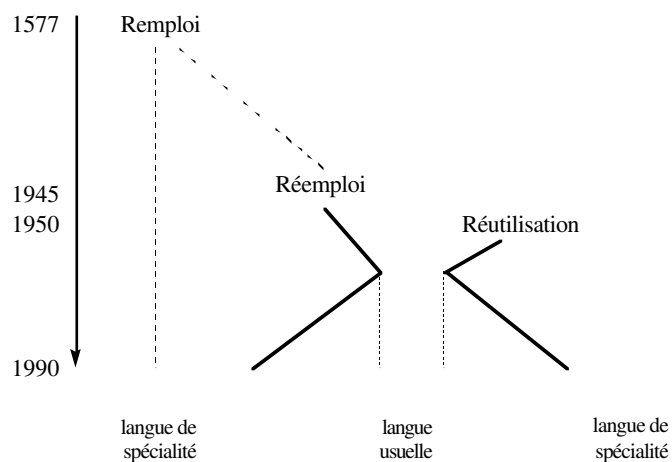 1577 Remploi
Réemploi
1945
1950 Réutilisation
1990
langue de spécialité
langue usuelle
langue de spécialité